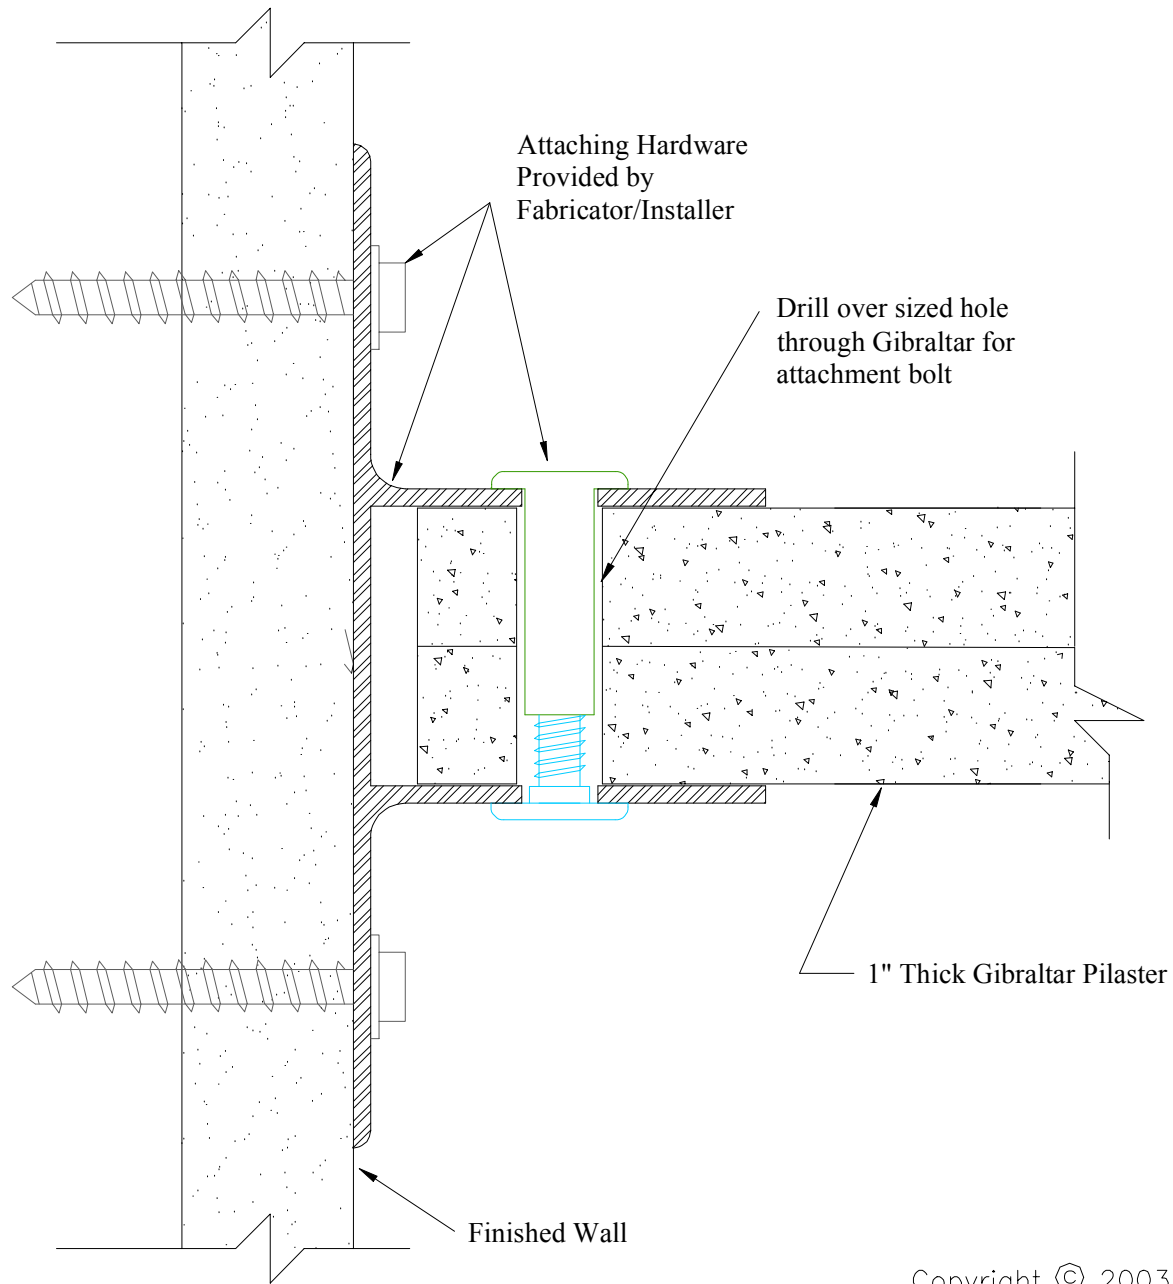 Attaching Hardware
Provided by
Fabricator/Installer
Drill over sized hole
through Gibraltar for
attachment bolt
1" Thick Gibraltar Pilaster
Finished Wall
Copyright © 2003